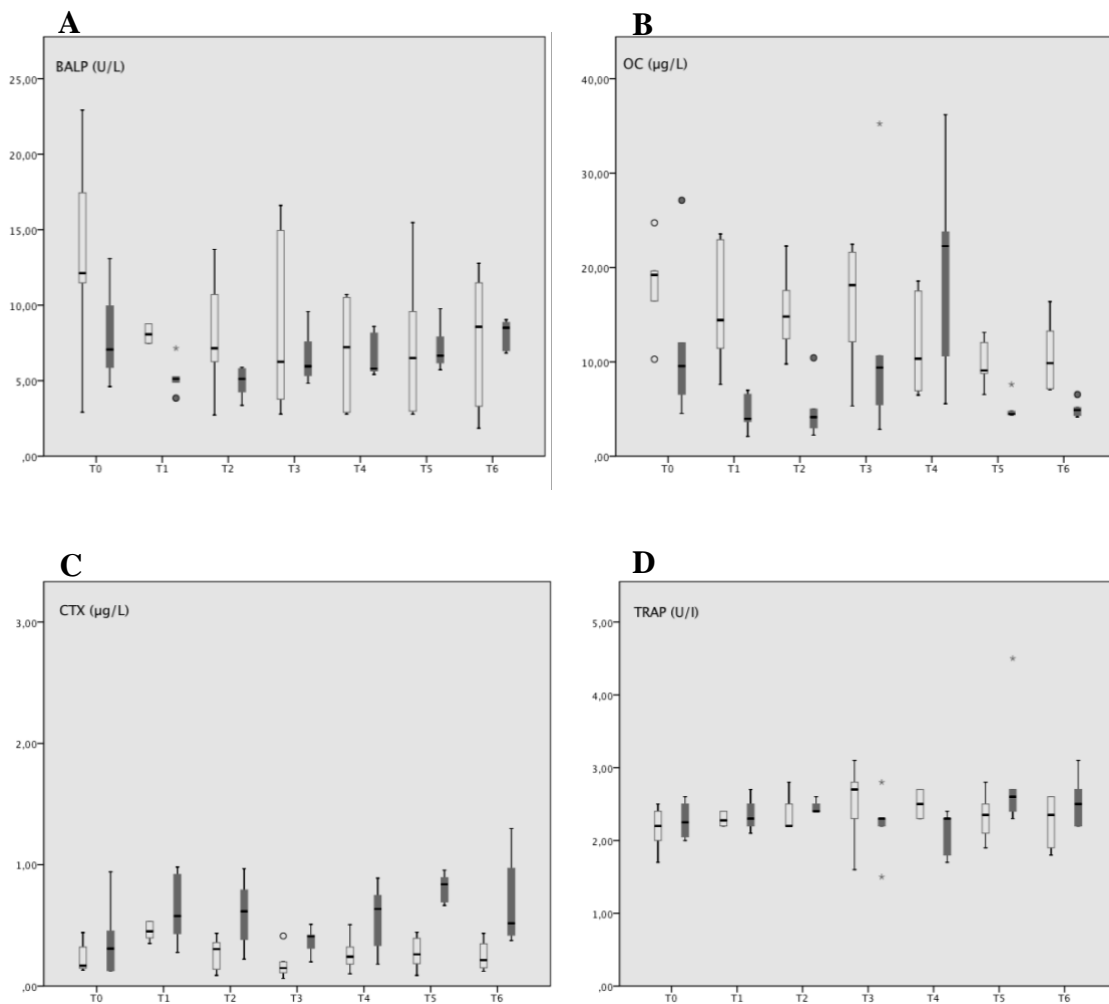 A
BALP (U/L)
25,00
20,00
15,00
10,00
5,00
,00
T0 T1 T2 T3 T4 T5 T6
B
OC (µg/L)
40,00
30,00
20,00
10,00
,00
T0 T1 T2 T3 T4 T5 T6
C
CTX (µg/L)
3,00
2,00
1,00
,00
T0 T1 T2 T3 T4 T5 T6
D
TRAP (U/l)
5,00
4,00
3,00
2,00
1,00
,00
T0 T1 T2 T3 T4 T5 T6